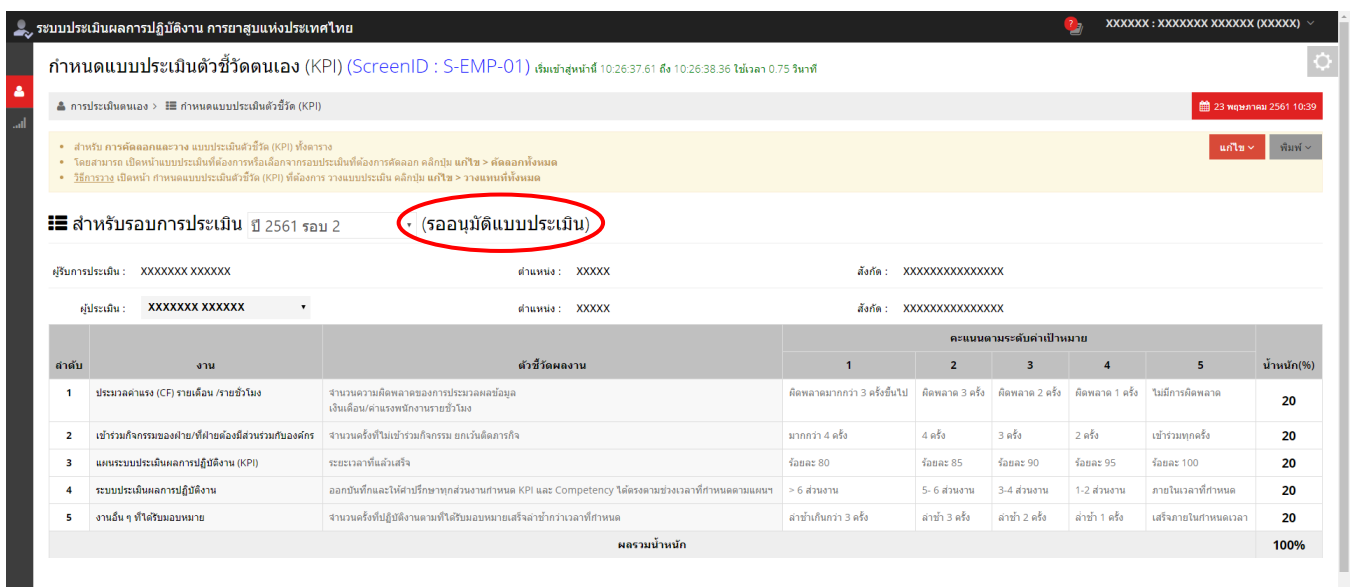 ระบบประเมินผลการปฏิบัติงาน การยาสูบแห่งประเทศไทย
2
XXXXXX : XXXXXXX XXXXXX (XXXXX)
กำหนดแบบประเมินตัวชี้วัดตนเอง (KPI) (ScreenID : S-EMP-01) เริ่มเข้าสู่หน้านี้ 10:26:37.61 ถึง 10:26:38.36 ใช้เวลา 0.75 วินาที
การประเมินตนเอง > กำหนดแบบประเมินตัวชี้วัด (KPI)
23 พฤษภาคม 2561 10:39
• สำหรับ การคัดลอกและวาง แบบประเมินตัวชี้วัด (KPI) ทั้งตาราง
• โดยสามารถ เปิดหน้าแบบประเมินที่ต้องการหรือเลือกจากรอบประเมินที่ต้องการคัดลอก คลิกปุ่ม แก้ไข > คัดลอกทั้งหมด
• วิธีการวาง เปิดหน้า กำหนดแบบประเมินตัวชี้วัด (KPI) ที่ต้องการ วางแบบประเมิน คลิกปุ่ม แก้ไข > วางแทนที่ทั้งหมด
แก้ไข
พิมพ์
สำหรับรอบการประเมิน ปี 2561 รอบ 2 (รออนุมัติแบบประเมิน)
ผู้รับการประเมิน : XXXXXXX XXXXXX ตำแหน่ง : XXXXX สังกัด : XXXXXXXXXXXXXXX
ผู้ประเมิน : XXXXXXX XXXXXX ตำแหน่ง : XXXXX สังกัด : XXXXXXXXXXXXXXX
คะแนนตามระดับค่าเป้าหมาย
ลำดับ งาน ตัวชี้วัดผลงาน 1 2 3 4 5 น้ำหนัก(%)
1 ประมวลค่าแรง (CF) รายเดือน /รายชั่วโมง จำนวนความผิดพลาดของการประมวลผลข้อมูล ผิดพลาดมากกว่า 3 ครั้งขึ้นไป ผิดพลาด 3 ครั้ง ผิดพลาด 2 ครั้ง ผิดพลาด 1 ครั้ง ไม่มีการผิดพลาด 20
เงินเดือน/ค่าแรงพนักงานรายชั่วโมง
2 เข้าร่วมกิจกรรมของฝ่าย/ที่ฝ่ายต้องมีส่วนร่วมกับองค์กร จำนวนครั้งที่ไม่เข้าร่วมกิจกรรม ยกเว้นติดภารกิจ มากกว่า 4 ครั้ง 4 ครั้ง 3 ครั้ง 2 ครั้ง เข้าร่วมทุกครั้ง 20
3 แผนระบบประเมินผลการปฏิบัติงาน (KPI) ระยะเวลาที่แล้วเสร็จ ร้อยละ 80 ร้อยละ 85 ร้อยละ 90 ร้อยละ 95 ร้อยละ 100 20
4 ระบบประเมินผลการปฏิบัติงาน ออกบันทึกและให้คำปรึกษาทุกส่วนงานกำหนด KPI และ Competency ได้ตรงตามช่วงเวลาที่กำหนดตามแผนฯ > 6 ส่วนงาน 5- 6 ส่วนงาน 3-4 ส่วนงาน 1-2 ส่วนงาน ภายในเวลาที่กำหนด 20
5 งานอื่น ๆ ที่ได้รับมอบหมาย จำนวนครั้งที่ปฏิบัติงานตามที่ได้รับมอบหมายเสร็จล่าช้ากว่าเวลาที่กำหนด ล่าช้าเกินกว่า 3 ครั้ง ล่าช้า 3 ครั้ง ล่าช้า 2 ครั้ง ล่าช้า 1 ครั้ง เสร็จภายในกำหนดเวลา 20
ผลรวมน้ำหนัก 100%